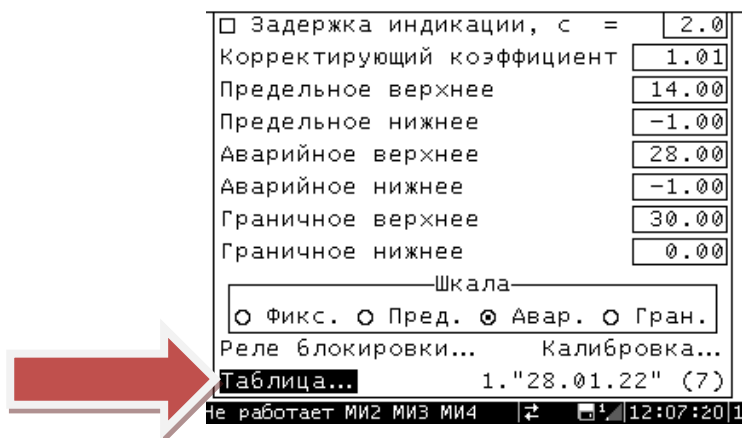 Задержка индикации, с = 2.0
Корректирующий коэффициент 1.01
Предельное верхнее 14.00
Предельное нижнее -1.00
Аварийное верхнее 28.00
Аварийное нижнее -1.00
Граничное верхнее 30.00
Граничное нижнее 0.00
Шкала
Фикс. Пред. Авар. Гран.
Реле блокировки... Калибровка...
Таблица... 1."28.01.22" (7)
Не работает МИ2 МИ3 МИ4 12:07:20